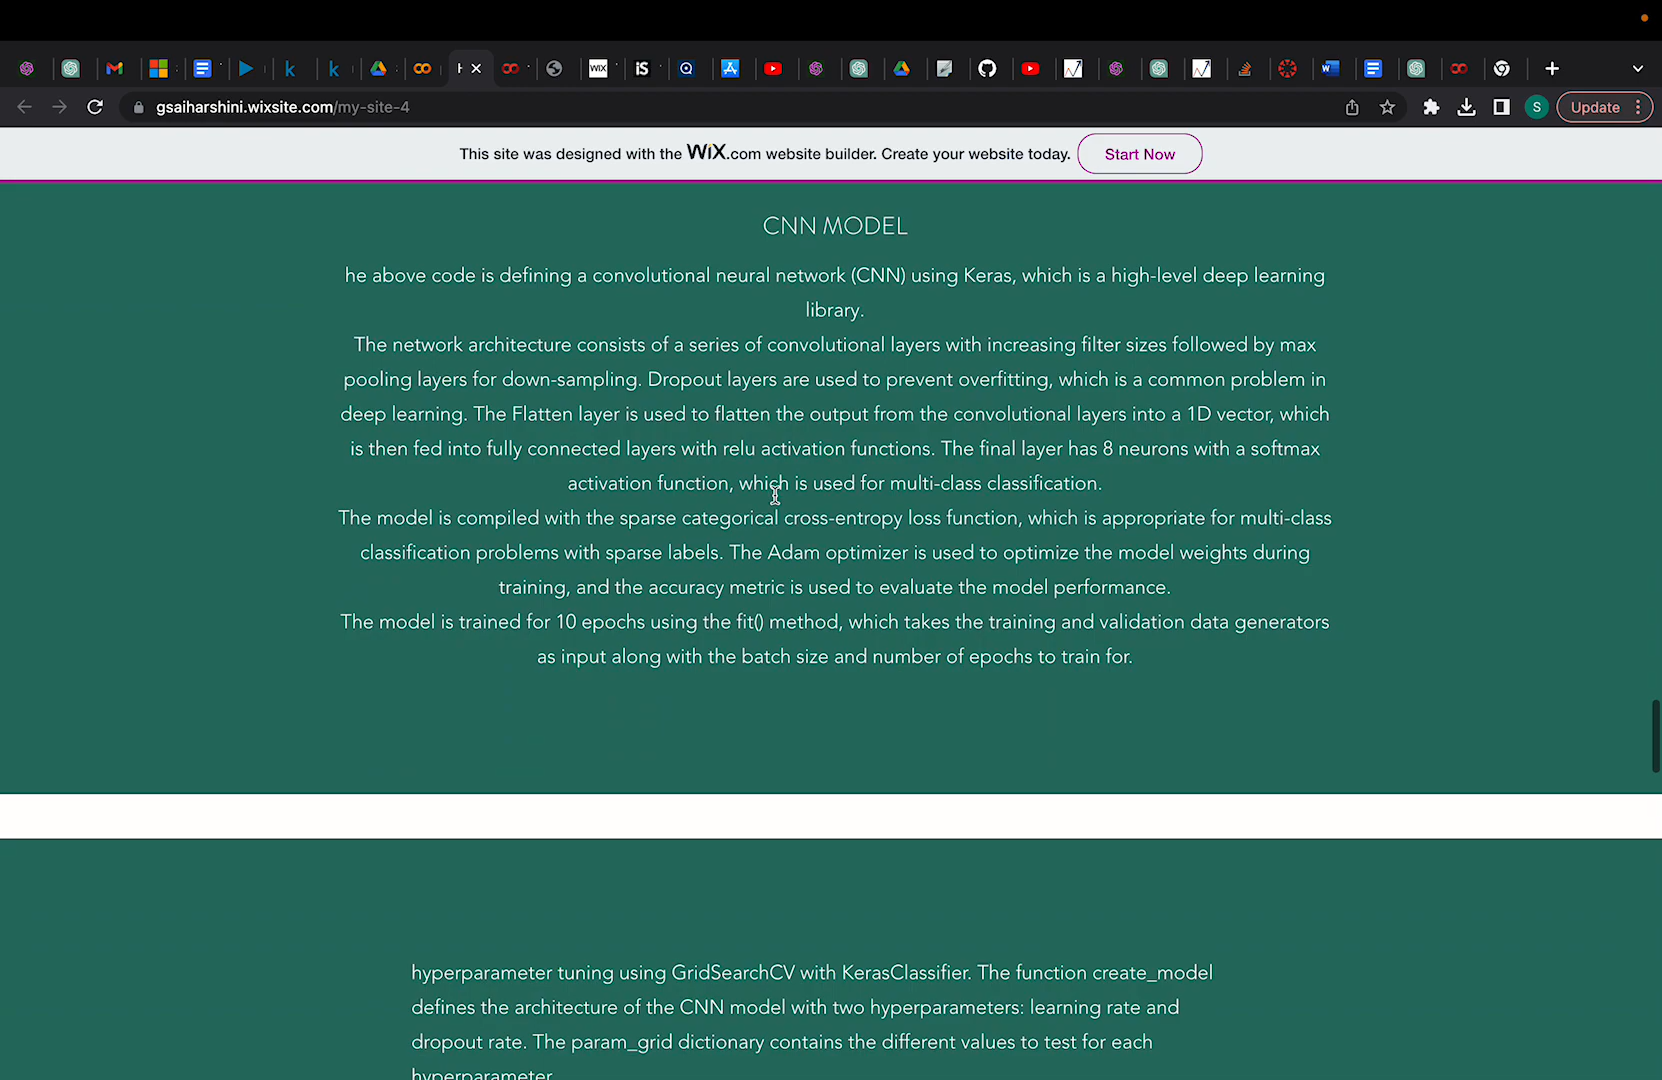 gsaiharshini.wixsite.com/my-site-4
S
Update
This site was designed with the WiX.com website builder. Create your website today.
Start Now
CNN MODEL
he above code is defining a convolutional neural network (CNN) using Keras, which is a high-level deep learning
library.
The network architecture consists of a series of convolutional layers with increasing filter sizes followed by max
pooling layers for down-sampling. Dropout layers are used to prevent overfitting, which is a common problem in
deep learning. The Flatten layer is used to flatten the output from the convolutional layers into a 1D vector, which
is then fed into fully connected layers with relu activation functions. The final layer has 8 neurons with a softmax
activation function, which is used for multi-class classification.
The model is compiled with the sparse categorical cross-entropy loss function, which is appropriate for multi-class
classification problems with sparse labels. The Adam optimizer is used to optimize the model weights during
training, and the accuracy metric is used to evaluate the model performance.
The model is trained for 10 epochs using the fit() method, which takes the training and validation data generators
as input along with the batch size and number of epochs to train for.
hyperparameter tuning using GridSearchCV with KerasClassifier. The function create_model
defines the architecture of the CNN model with two hyperparameters: learning rate and
dropout rate. The param_grid dictionary contains the different values to test for each
hyperparameter